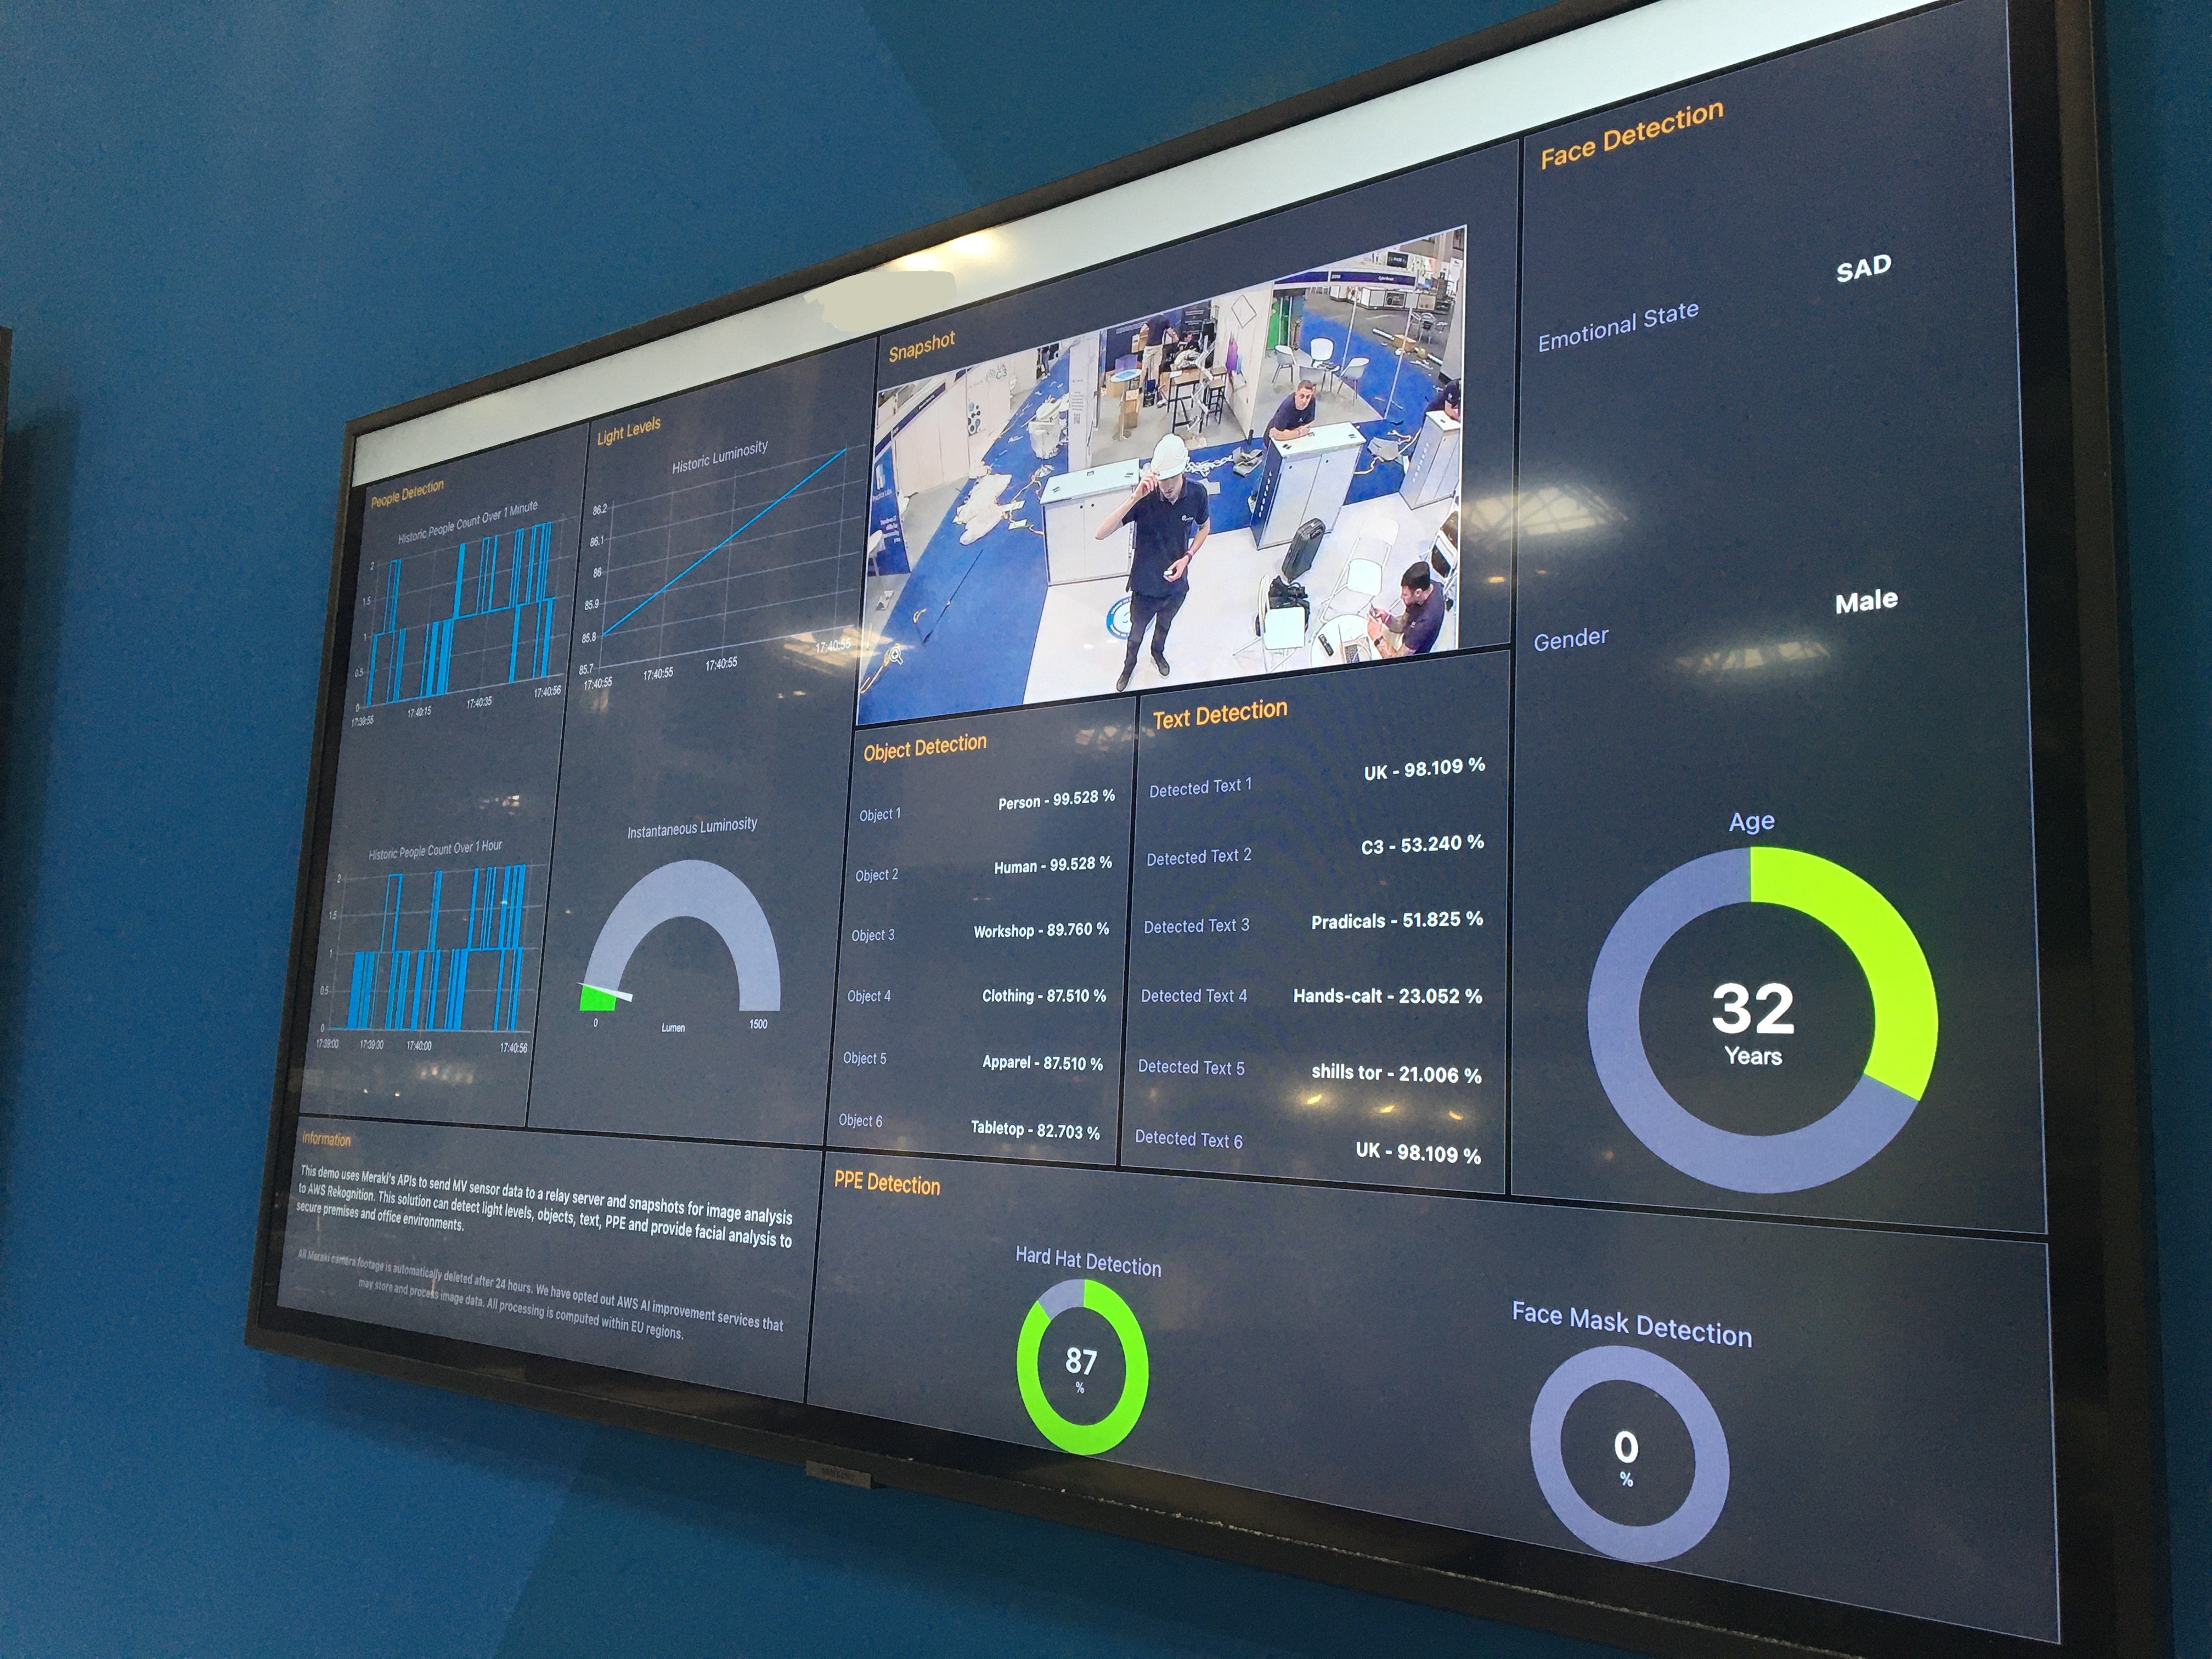 People Detection
Historic People Count Over 1 Minute
2
1.5
1
0.5
0
17:39:55
17:40:15
17:40:35
17:40:56
Historic People Count Over 1 Hour
2
1.5
1
0.5
0
17:39:00
17:39:30
17:40:00
17:40:56
Light Levels
Historic Luminosity
86.2
86.1
86
85.9
85.8
85.7
17:40:55
17:40:55
17:40:55
17:40:55
Instantaneous Luminosity
0
Lumen
1500
Snapshot
Object Detection
Object 1 Person - 99.528 %
Object 2 Human - 99.528 %
Object 3 Workshop - 89.760 %
Object 4 Clothing - 87.510 %
Object 5 Apparel - 87.510 %
Object 6 Tabletop - 82.703 %
Text Detection
Detected Text 1 UK - 98.109 %
Detected Text 2 C3 - 53.240 %
Detected Text 3 Pradicals - 51.825 %
Detected Text 4 Hands-calt - 23.052 %
Detected Text 5 shills tor - 21.006 %
Detected Text 6 UK - 98.109 %
Face Detection
Emotional State SAD
Gender Male
Age
32
Years
Information
This demo uses Meraki's APIs to send MV sensor data to a relay server and snapshots for image analysis
to AWS Rekognition. This solution can detect light levels, objects, text, PPE and provide facial analysis to
secure premises and office environments.
All Meraki camera footage is automatically deleted after 24 hours. We have opted out AWS AI improvement services that
may store and process image data. All processing is computed within EU regions.
PPE Detection
Hard Hat Detection
87
%
Face Mask Detection
0
%